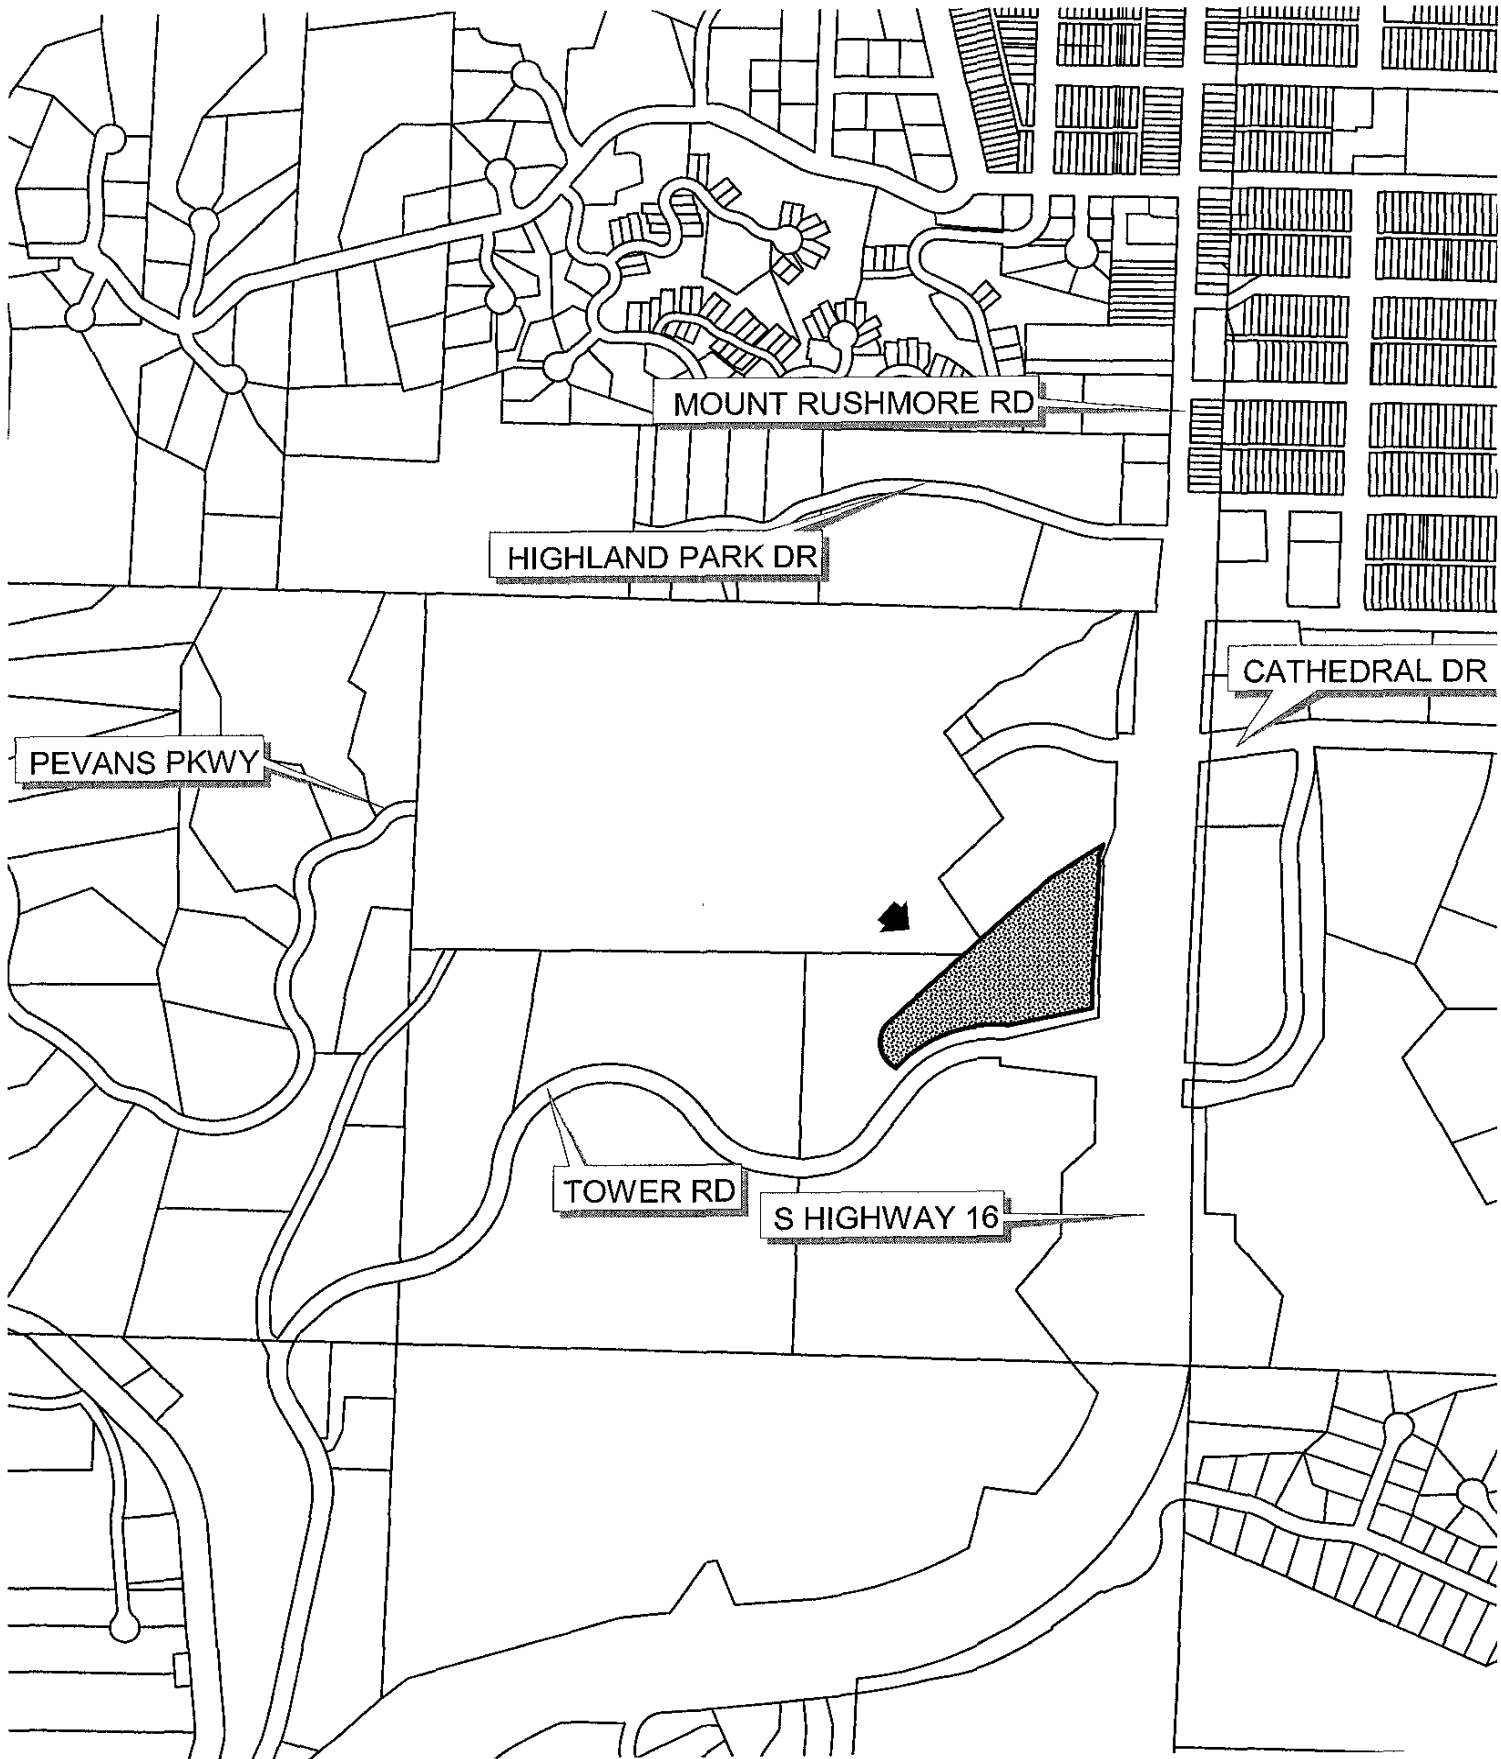 MOUNT RUSHMORE RD
HIGHLAND PARK DR
CATHEDRAL DR
PEVANS PKWY
TOWER RD
S HIGHWAY 16